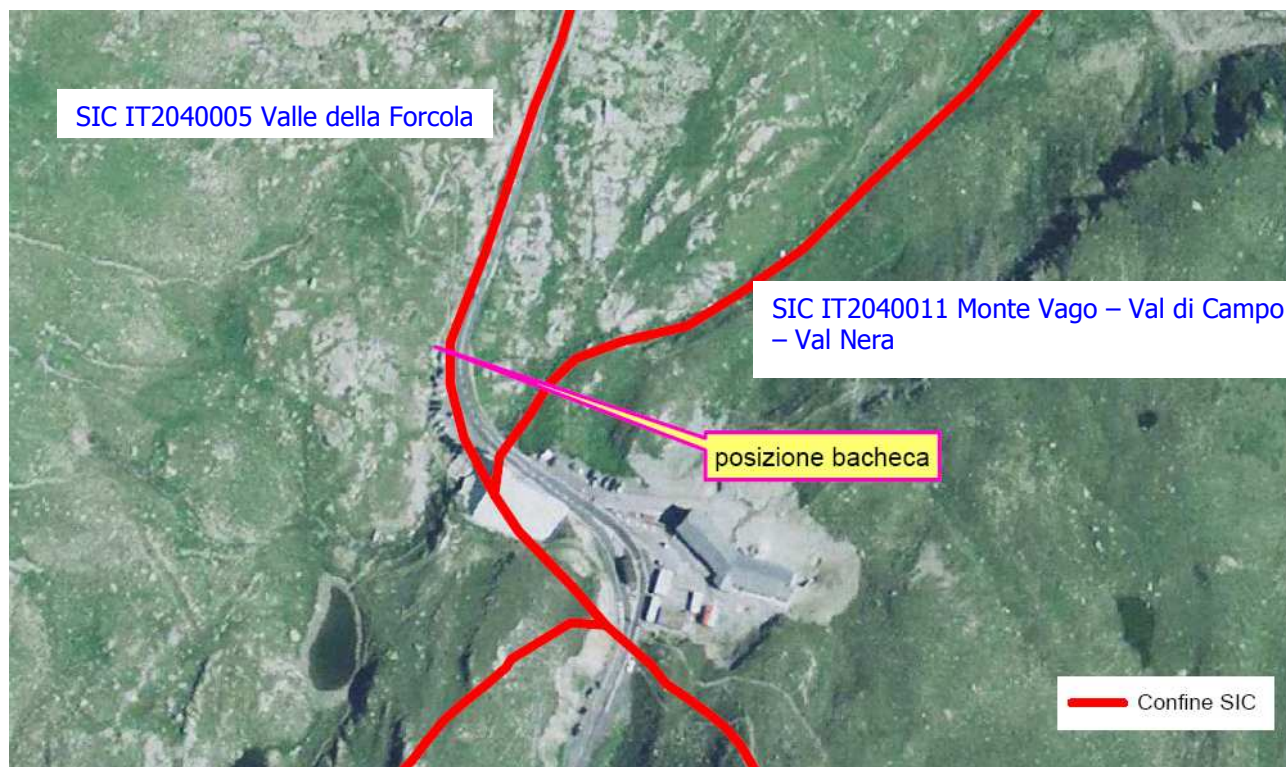 SIC IT2040005 Valle della Forcola
SIC IT2040011 Monte Vago – Val di Campo
– Val Nera
posizione bacheca
Confine SIC